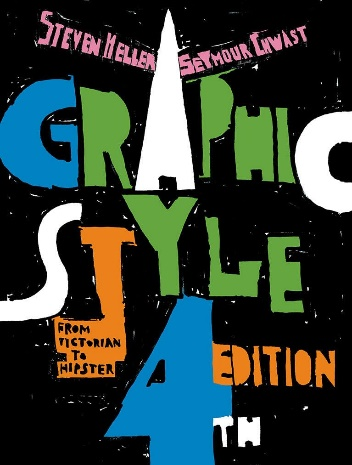 STEVEN HELLER SEYMOUR CHWAST
GRAPHIC
STYLE
FROM
VICTORIAN
TO
HIPSTER
4TH
EDITION